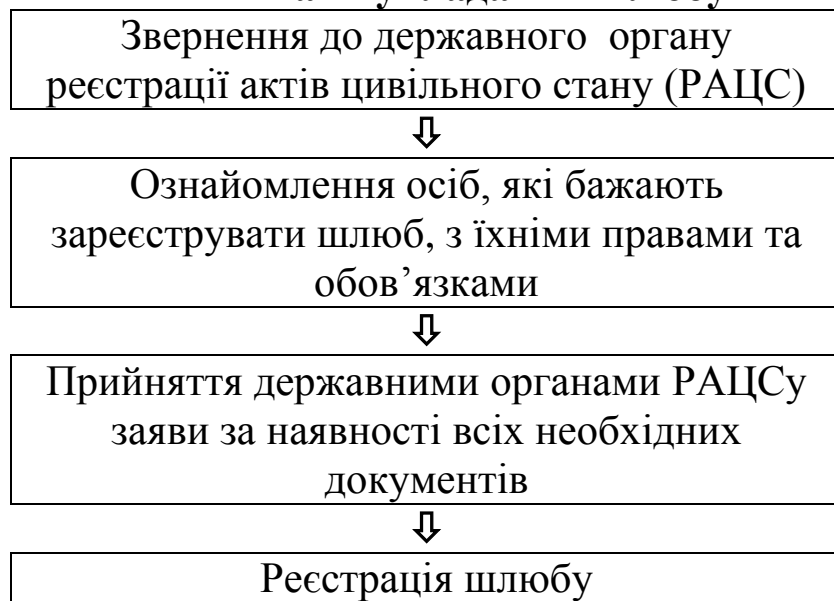 Звернення до державного органу
реєстрації актів цивільного стану (РАЦС)
Ознайомлення осіб, які бажають
зареєструвати шлюб, з їхніми правами та
обов’язками
Прийняття державними органами РАЦСу
заяви за наявності всіх необхідних
документів
Реєстрація шлюбу